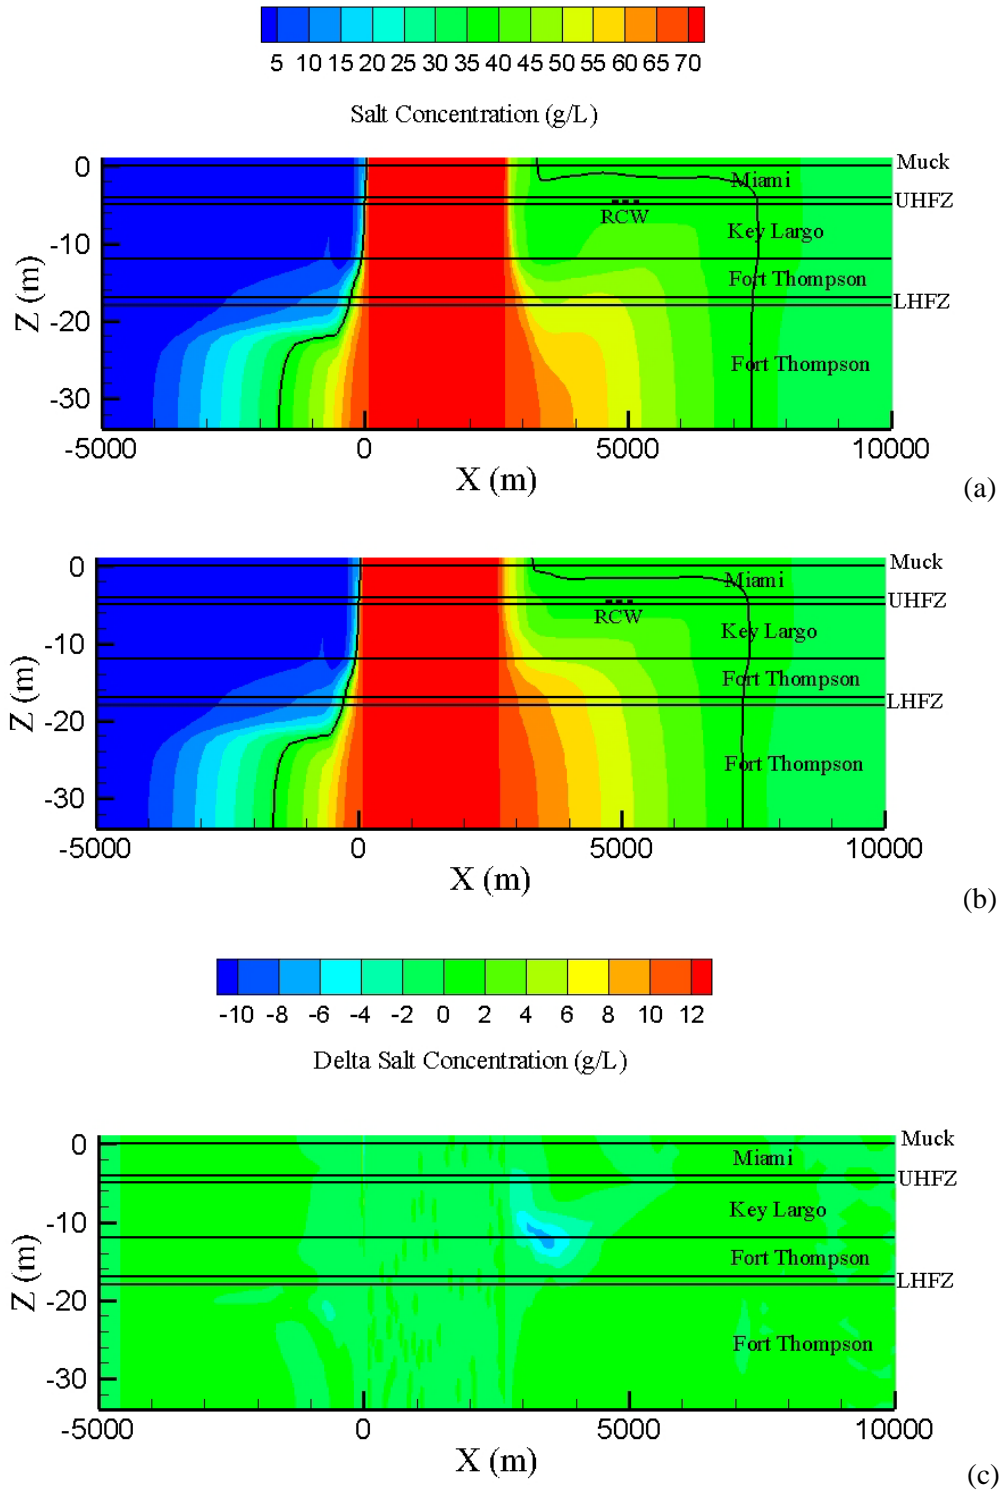 5 10 15 20 25 30 35 40 45 50 55 60 65 70
Salt Concentration (g/L)
0
-10
-20
-30
Z (m)
Muck
Miami
UHFZ
RCW
Key Largo
Fort Thompson
LHFZ
Fort Thompson
-5000 0 5000 10000
X (m)
(a)
0
-10
-20
-30
Z (m)
Muck
Miami
UHFZ
RCW
Key Largo
Fort Thompson
LHFZ
Fort Thompson
-5000 0 5000 10000
X (m)
(b)
-10 -8 -6 -4 -2 0 2 4 6 8 10 12
Delta Salt Concentration (g/L)
0
-10
-20
-30
Z (m)
Muck
Miami
UHFZ
Key Largo
Fort Thompson
LHFZ
Fort Thompson
-5000 0 5000 10000
X (m)
(c)